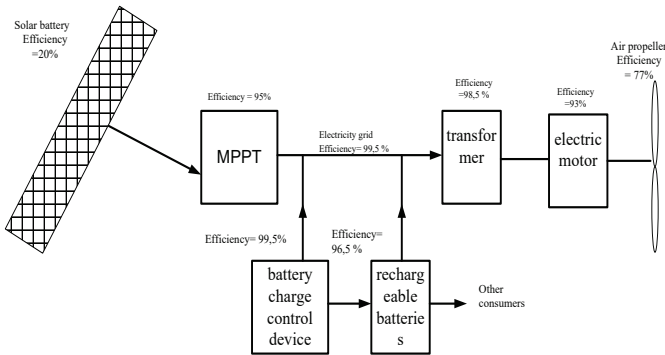 Solar battery
Efficiency
=20%
Air propeller
Efficiency
= 77%
Efficiency = 95%
Efficiency
=98,5 %
Efficiency
=93%
MPPT
Electricity grid
Efficiency= 99,5 %
transfor
mer
electric
motor
Efficiency= 99,5%
Efficiency=
96,5 %
battery
charge
control
device
recharg
eable
batterie
s
Other
consumers